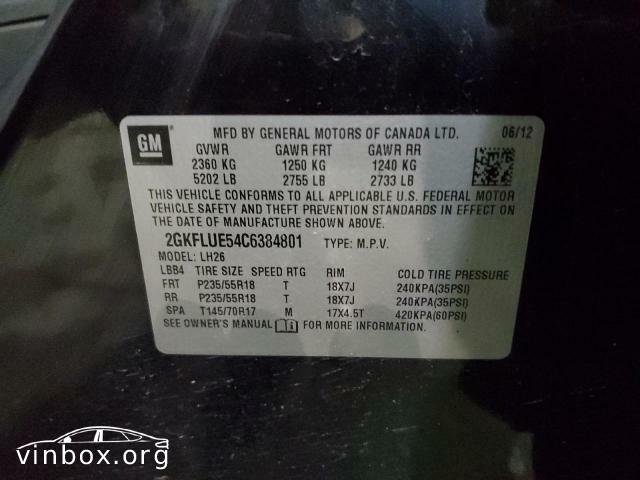 GM
MFD BY GENERAL MOTORS OF CANADA LTD. 06/12
GVWR GAWR FRT GAWR RR
2360 KG 1250 KG 1240 KG
5202 LB 2755 LB 2733 LB
THIS VEHICLE CONFORMS TO ALL APPLICABLE U.S. FEDERAL MOTOR
VEHICLE SAFETY AND THEFT PREVENTION STANDARDS IN EFFECT ON
THE DATE OF MANUFACTURE SHOWN ABOVE.
2GKFLUE54C6384801 TYPE: M.P.V.
MODEL: LH26
LBB4 TIRE SIZE SPEED RTG RIM COLD TIRE PRESSURE
FRT P235/55R18 T 18X7J 240KPA(35PSI)
RR P235/55R18 T 18X7J 240KPA(35PSI)
SPA T145/70R17 M 17X4.5T 420KPA(60PSI)
SEE OWNER'S MANUAL FOR MORE INFORMATION.
vinbox.org